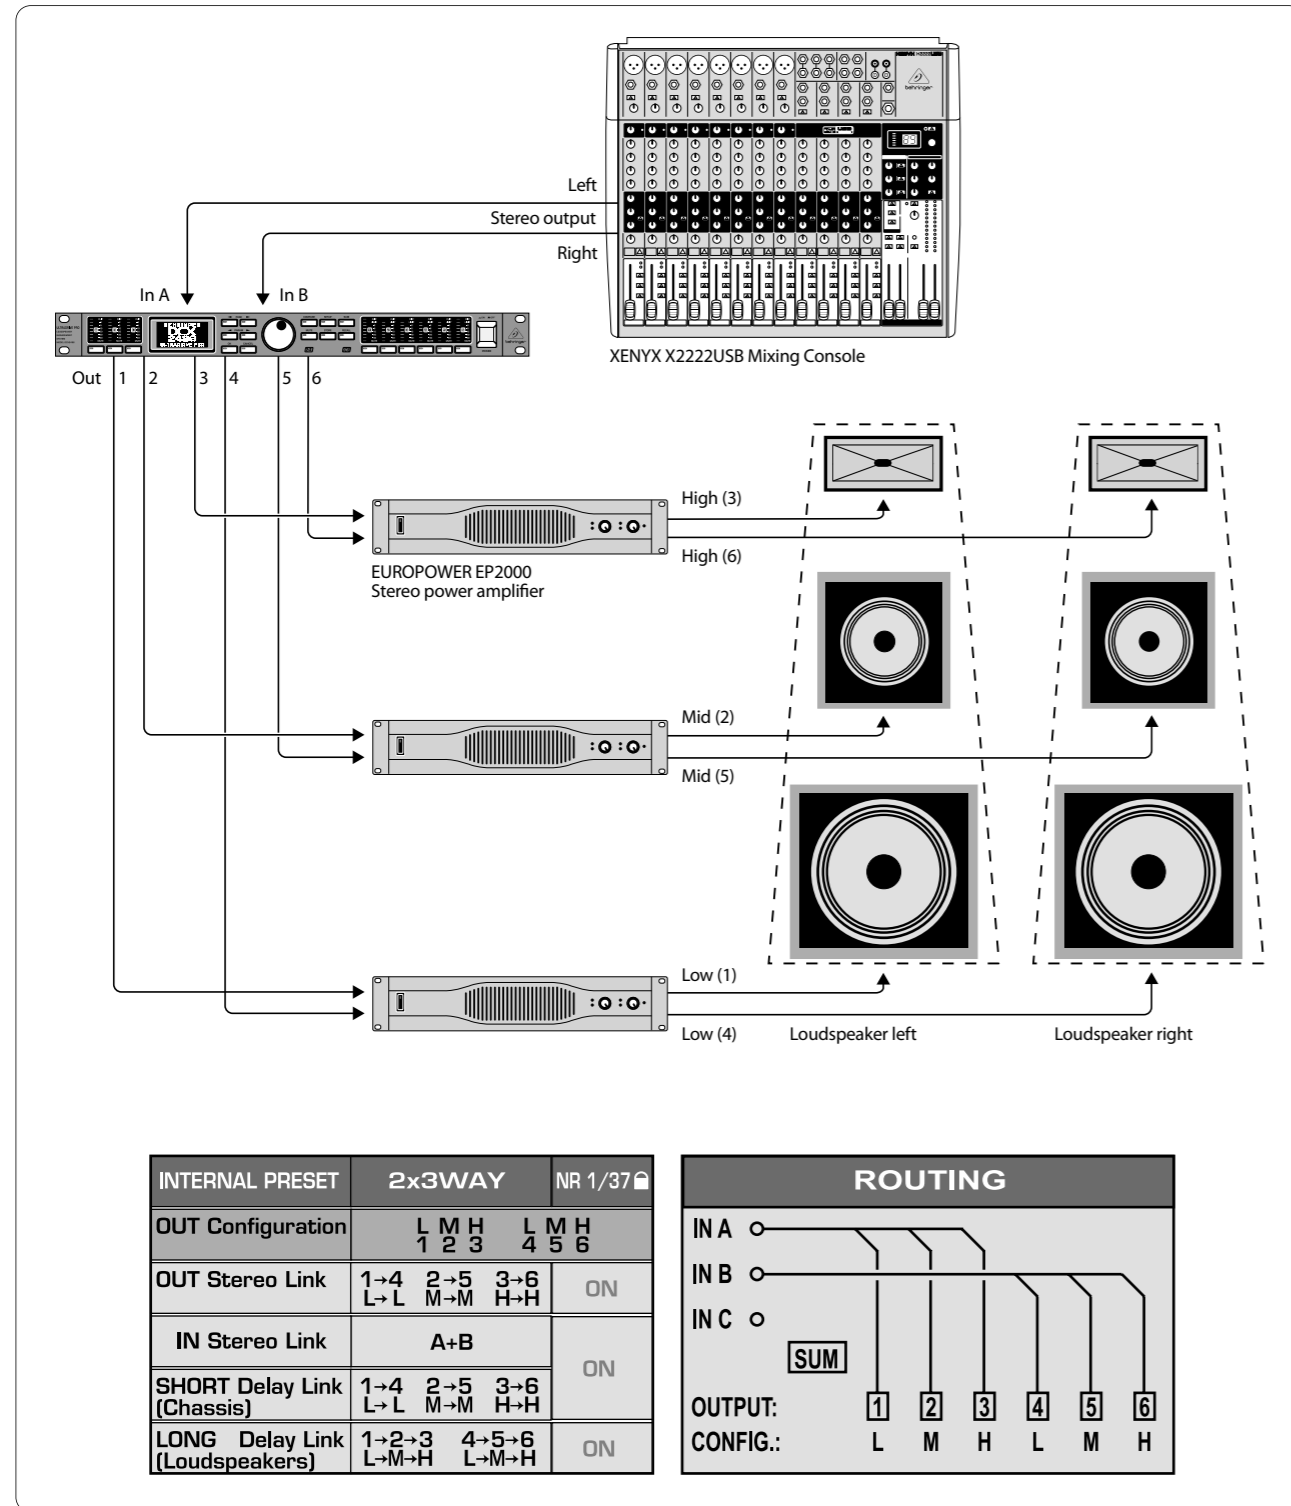 behringer
Left
Stereo output
Right
In A
In B
DCX
2496
behringer
XENYX X2222USB Mixing Console
Out 1 2 3 4 5 6
High (3)
High (6)
EUROPOWER EP2000
Stereo power amplifier
Mid (2)
Mid (5)
Low (1)
Low (4)
Loudspeaker left
Loudspeaker right
INTERNAL PRESET 2x3WAY NR 1/37
OUT Configuration L M H L M H
1 2 3 4 5 6
OUT Stereo Link 1→4 2→5 3→6 ON
L→L M→M H→H
IN Stereo Link A+B ON
SHORT Delay Link 1→4 2→5 3→6
(Chassis) L→L M→M H→H
LONG Delay Link 1→2→3 4→5→6 ON
(Loudspeakers) L→M→H L→M→H
ROUTING
IN A
IN B
IN C
SUM
OUTPUT: 1 2 3 4 5 6
CONFIG.: L M H L M H